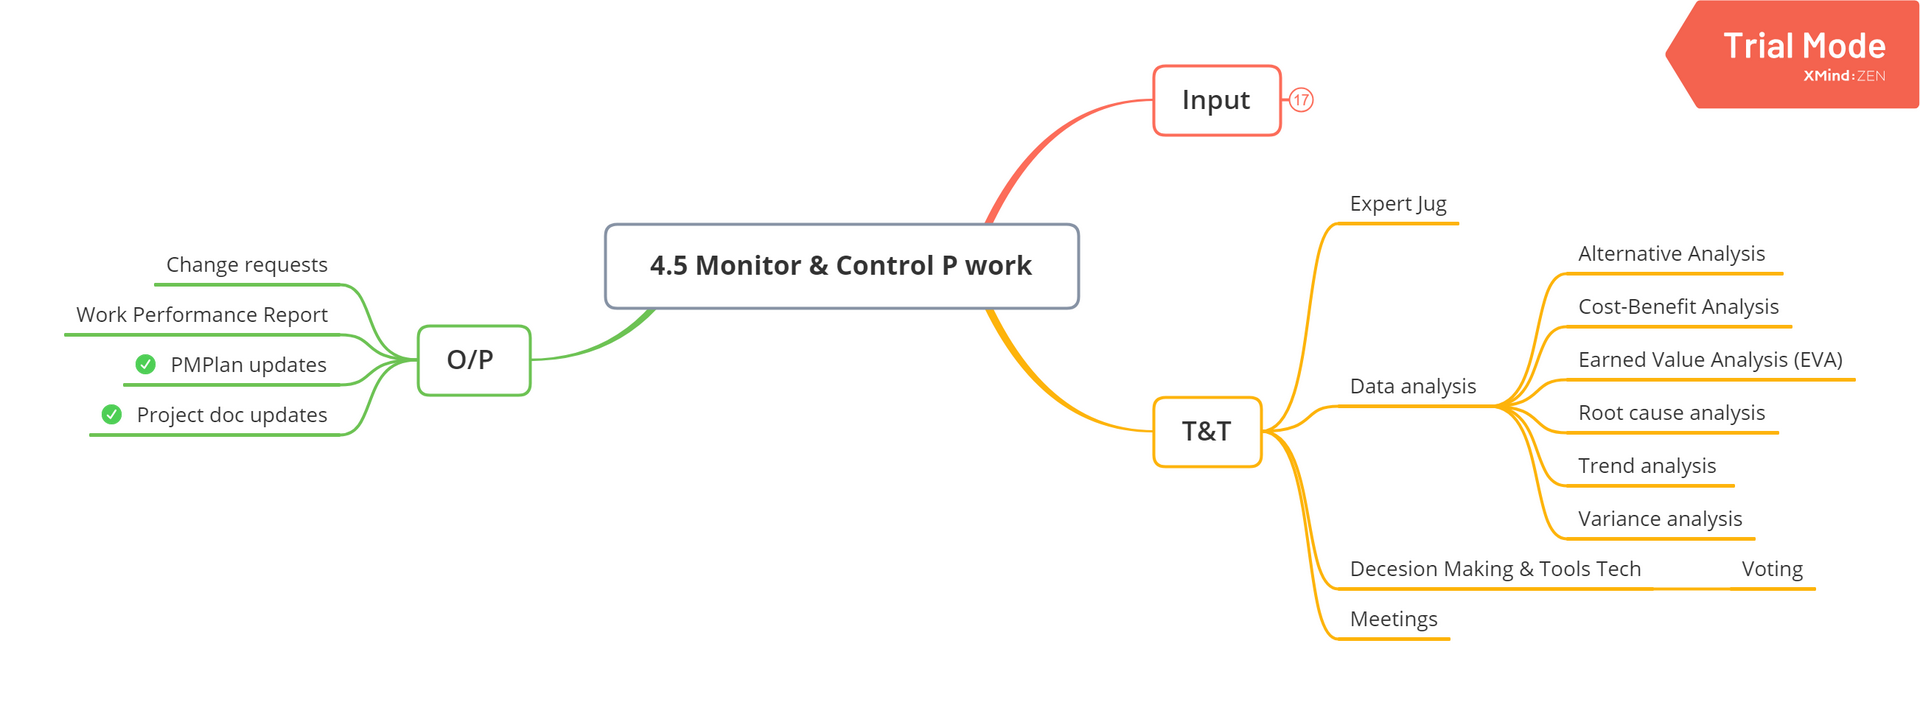 Trial Mode
XMind:ZEN
Input
17
4.5 Monitor & Control P work
Expert Jug
Data analysis
Alternative Analysis
Cost-Benefit Analysis
Earned Value Analysis (EVA)
Root cause analysis
Trend analysis
Variance analysis
T&T
Decesion Making & Tools Tech
Voting
Meetings
O/P
Change requests
Work Performance Report
PMPlan updates
Project doc updates